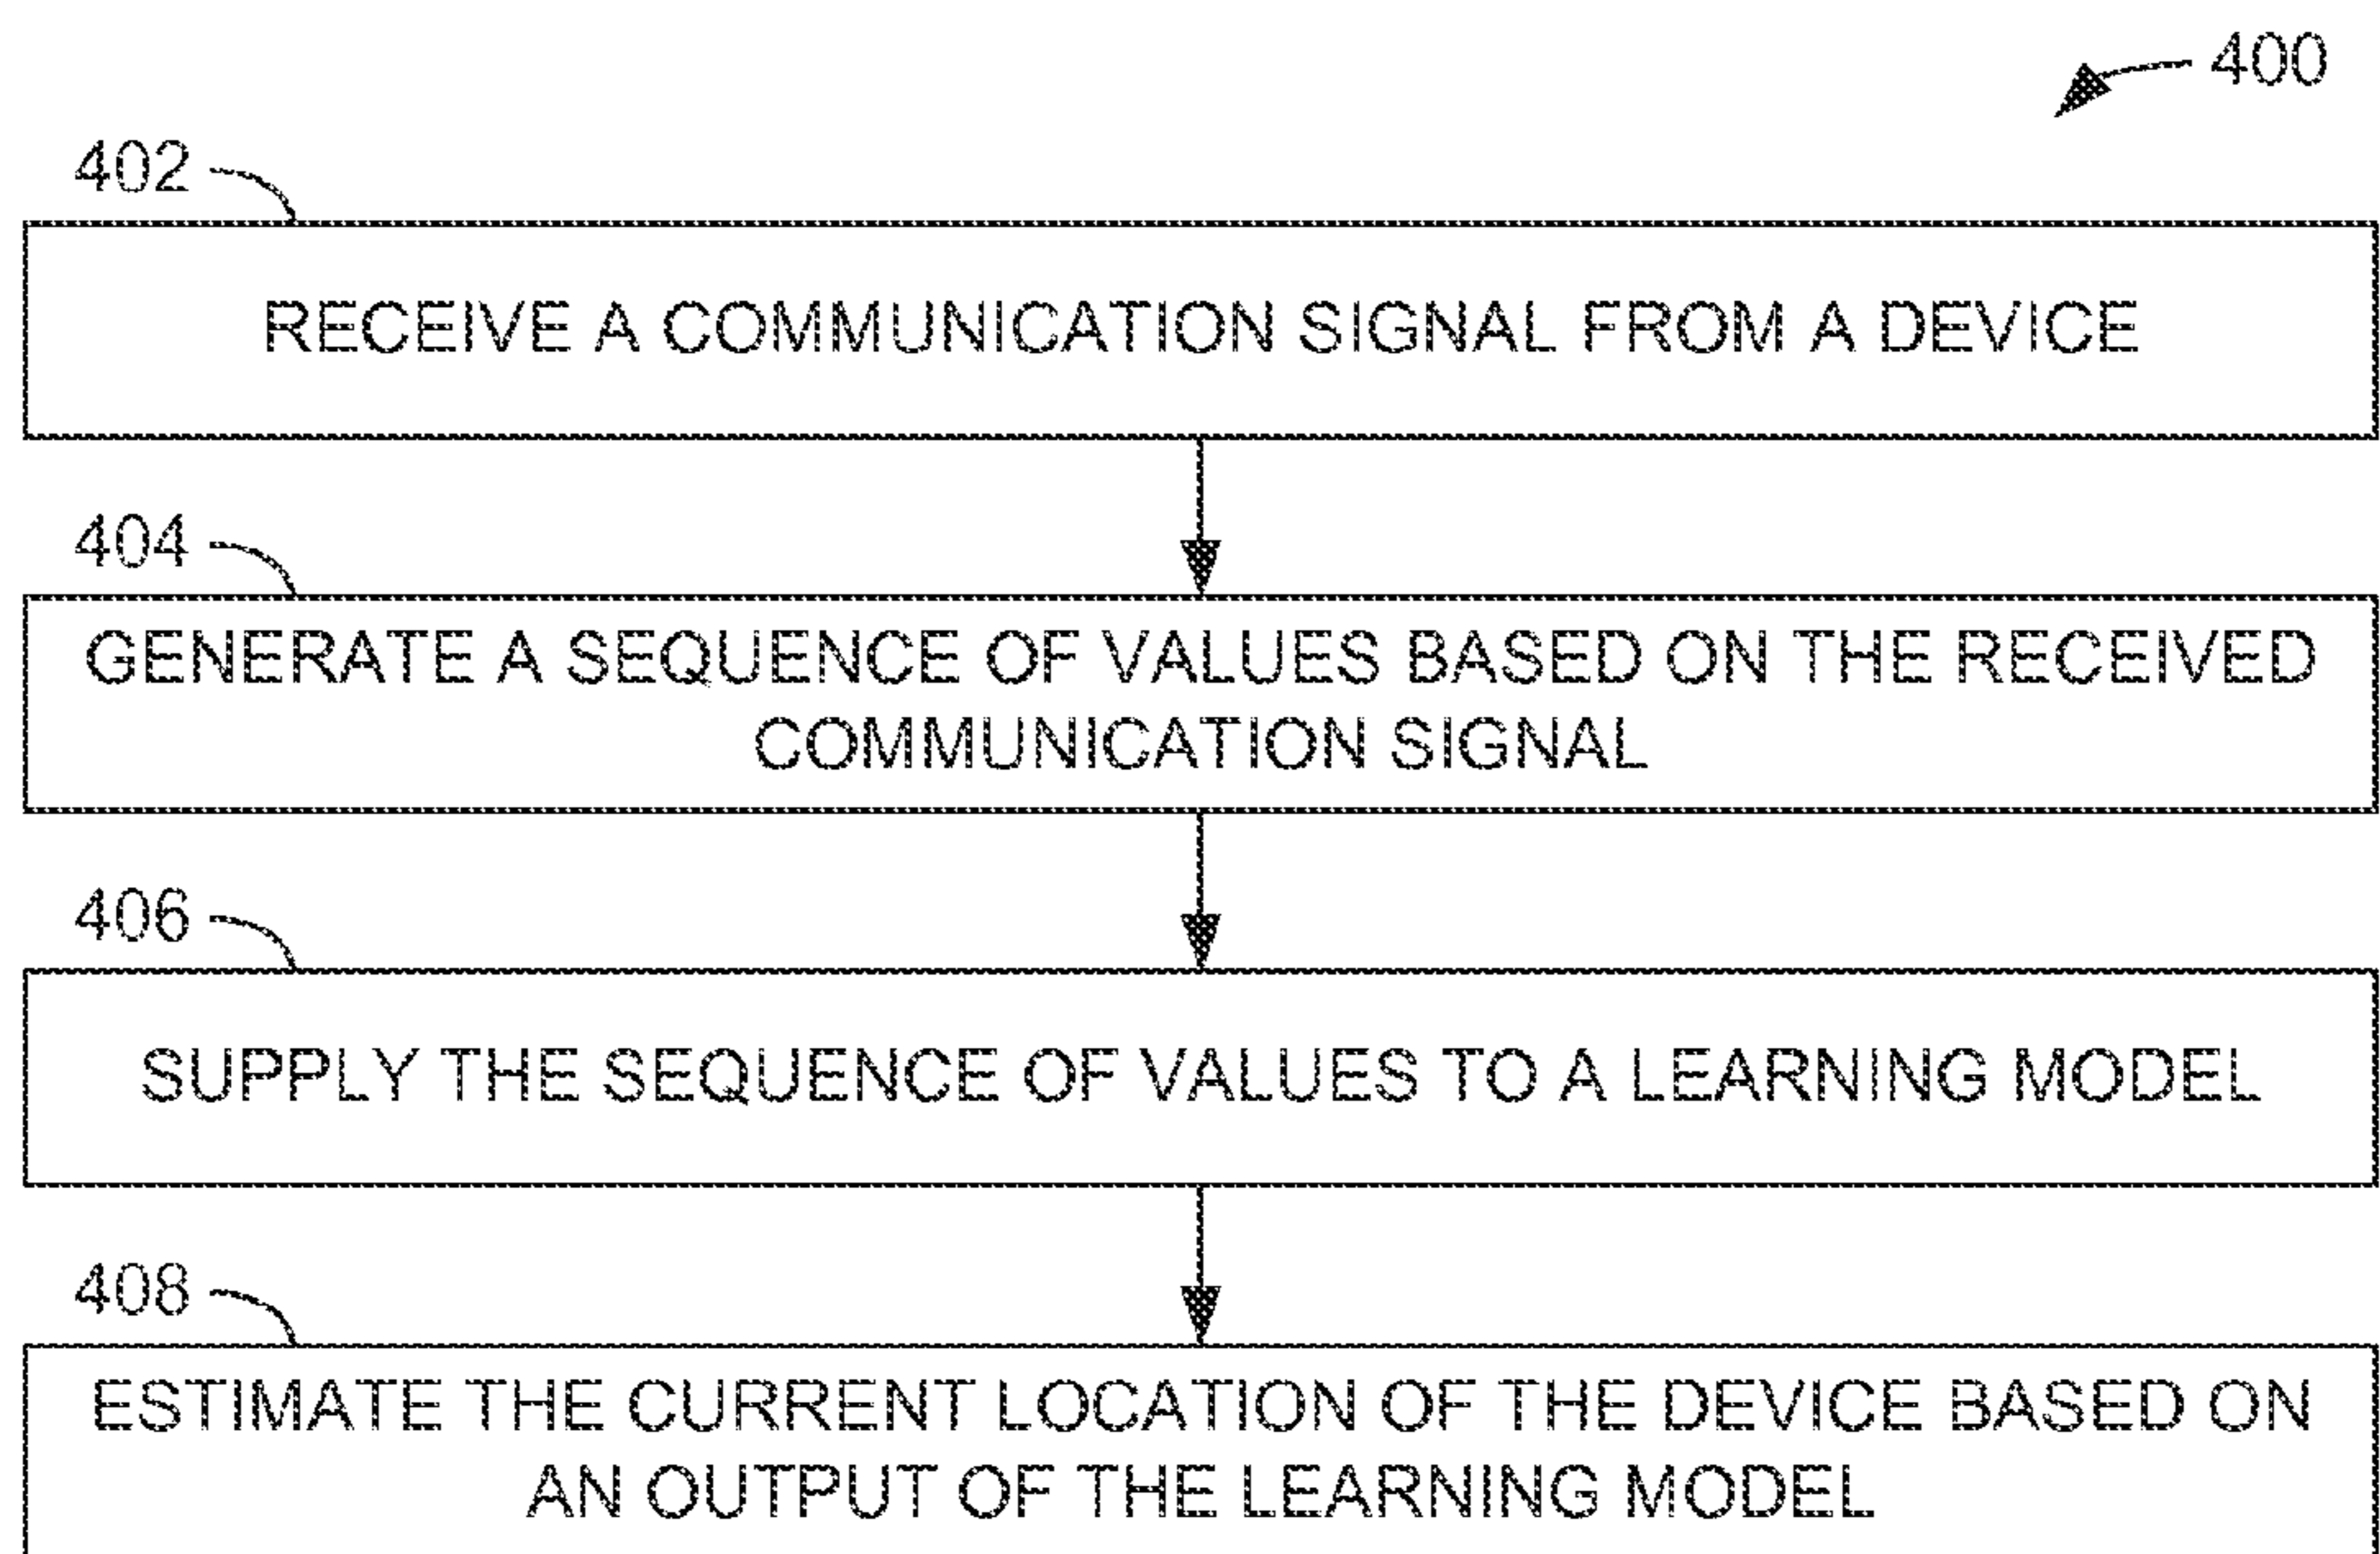 400
402
RECEIVE A COMMUNICATION SIGNAL FROM A DEVICE
404
GENERATE A SEQUENCE OF VALUES BASED ON THE RECEIVED
COMMUNICATION SIGNAL
406
SUPPLY THE SEQUENCE OF VALUES TO A LEARNING MODEL
408
ESTIMATE THE CURRENT LOCATION OF THE DEVICE BASED ON
AN OUTPUT OF THE LEARNING MODEL